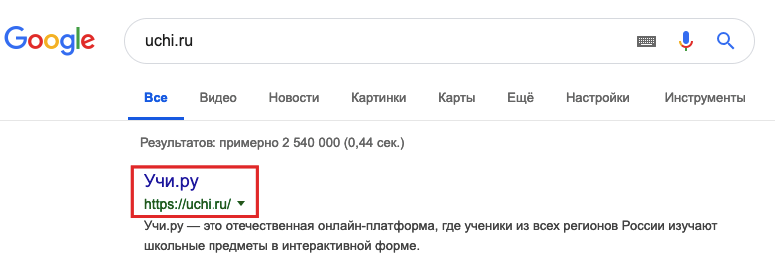 Google
uchi.ru
Все Видео Новости Картинки Карты Ещё Настройки Инструменты
Результатов: примерно 2 540 000 (0,44 сек.)
Учи.ру
https://uchi.ru/
Учи.ру — это отечественная онлайн-платформа, где ученики из всех регионов России изучают
школьные предметы в интерактивной форме.